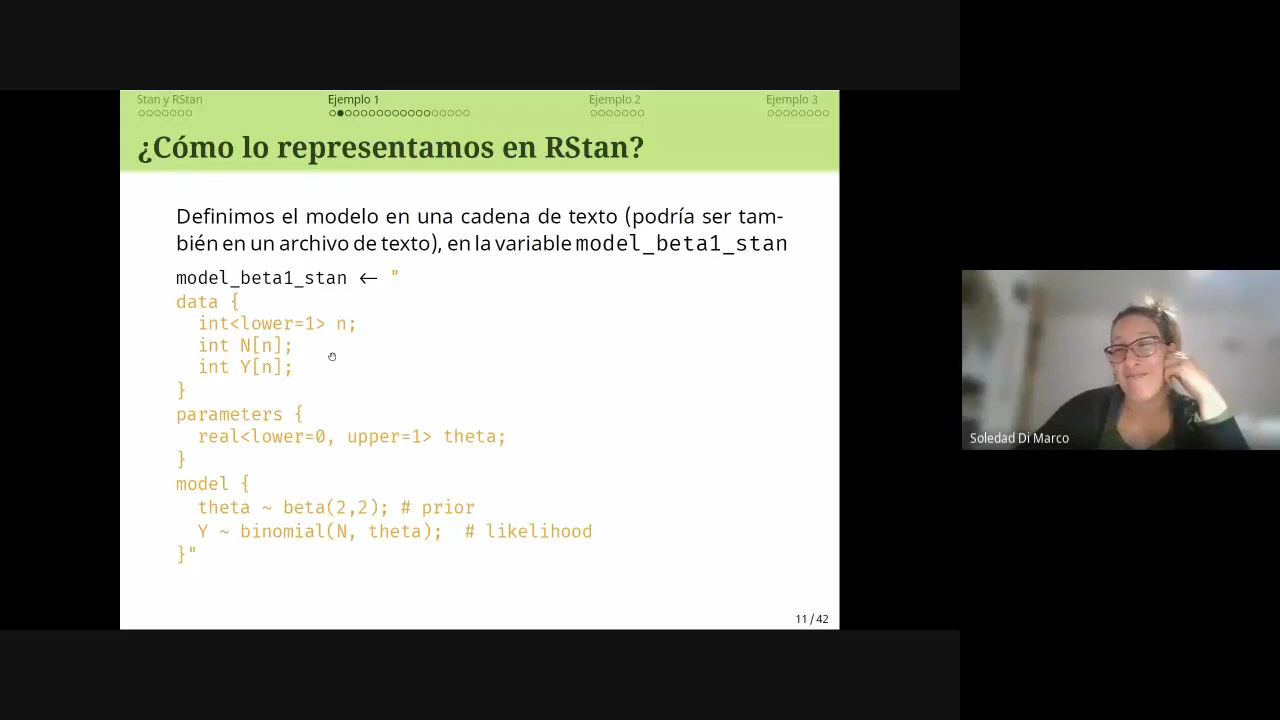 Stan y RStan
Ejemplo 1
Ejemplo 2
Ejemplo 3
¿Cómo lo representamos en RStan?
Definimos el modelo en una cadena de texto (podría ser tam-
bién en un archivo de texto), en la variable model_beta1_stan
model_beta1_stan ← "
data {
  int<lower=1> n;
  int N[n];
  int Y[n];
}
parameters {
  real<lower=0, upper=1> theta;
}
model {
  theta ~ beta(2,2); # prior
  Y ~ binomial(N, theta);  # likelihood
}"
11 / 42
Soledad Di Marco